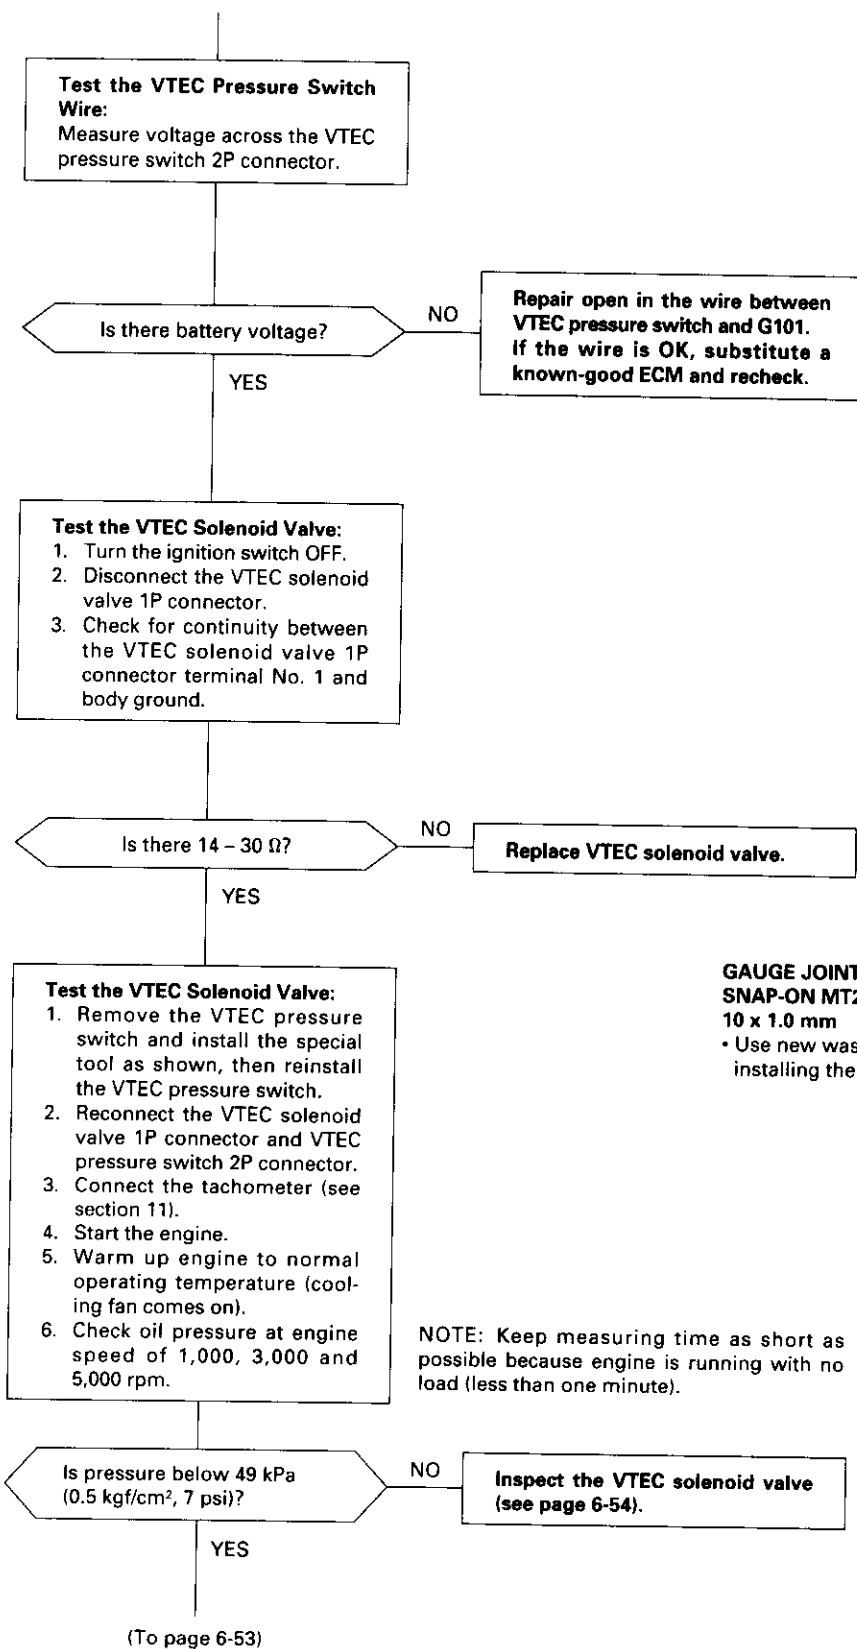 Test the VTEC Pressure Switch
Wire:
Measure voltage across the VTEC
pressure switch 2P connector.
Is there battery voltage?
NO
Repair open in the wire between
VTEC pressure switch and G101.
If the wire is OK, substitute a
known-good ECM and recheck.
YES
Test the VTEC Solenoid Valve:
1. Turn the ignition switch OFF.
2. Disconnect the VTEC solenoid
valve 1P connector.
3. Check for continuity between
the VTEC solenoid valve 1P
connector terminal No. 1 and
body ground.
Is there 14 – 30 Ω?
NO
Replace VTEC solenoid valve.
YES
GAUGE JOINT
SNAP-ON MT2
10 x 1.0 mm
• Use new was
installing the
Test the VTEC Solenoid Valve:
1. Remove the VTEC pressure
switch and install the special
tool as shown, then reinstall
the VTEC pressure switch.
2. Reconnect the VTEC solenoid
valve 1P connector and VTEC
pressure switch 2P connector.
3. Connect the tachometer (see
section 11).
4. Start the engine.
5. Warm up engine to normal
operating temperature (cool-
ing fan comes on).
6. Check oil pressure at engine
speed of 1,000, 3,000 and
5,000 rpm.
NOTE: Keep measuring time as short as
possible because engine is running with no
load (less than one minute).
Is pressure below 49 kPa
(0.5 kgf/cm², 7 psi)?
NO
Inspect the VTEC solenoid valve
(see page 6-54).
YES
(To page 6-53)